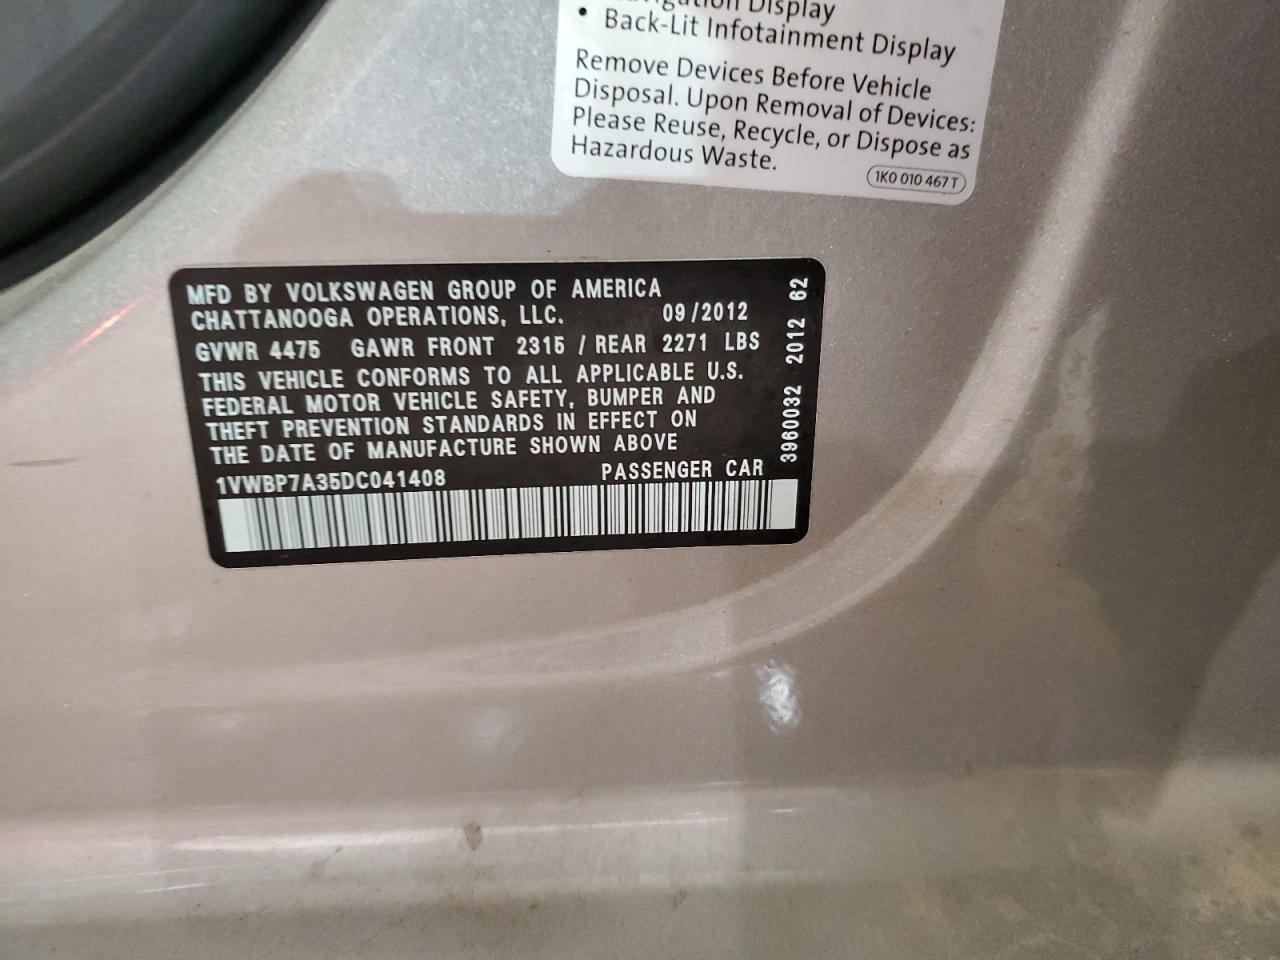 Display
• Back-Lit Infotainment Display
Remove Devices Before Vehicle
Disposal. Upon Removal of Devices:
Please Reuse, Recycle, or Dispose as
Hazardous Waste.
1K0 010 467 T
MFD BY VOLKSWAGEN GROUP OF AMERICA
CHATTANOOGA OPERATIONS, LLC. 09/2012
GVWR 4475 GAWR FRONT 2315 / REAR 2271 LBS
THIS VEHICLE CONFORMS TO ALL APPLICABLE U.S.
FEDERAL MOTOR VEHICLE SAFETY, BUMPER AND
THEFT PREVENTION STANDARDS IN EFFECT ON
THE DATE OF MANUFACTURE SHOWN ABOVE
1VWBP7A35DC041408 PASSENGER CAR
3960032 2012 62